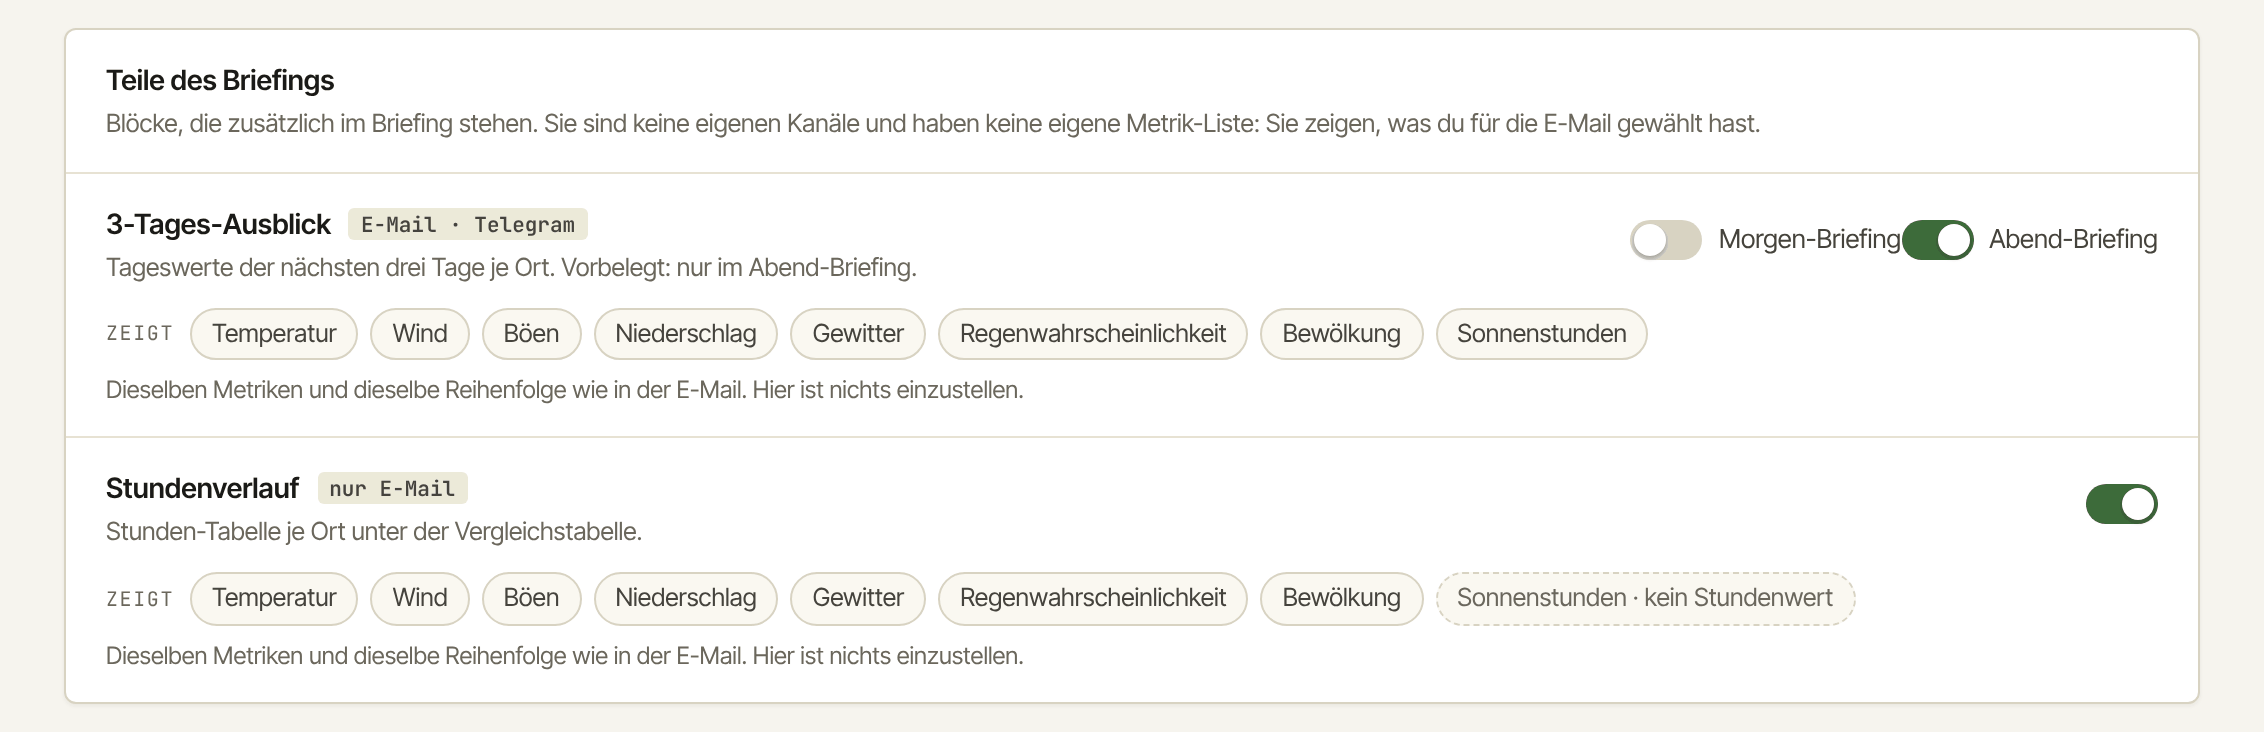 Teile des Briefings
Blöcke, die zusätzlich im Briefing stehen. Sie sind keine eigenen Kanäle und haben keine eigene Metrik-Liste: Sie zeigen, was du für die E-Mail gewählt hast.
3-Tages-Ausblick E-Mail · Telegram
Morgen-Briefing Abend-Briefing
Tageswerte der nächsten drei Tage je Ort. Vorbelegt: nur im Abend-Briefing.
ZEIGT Temperatur Wind Böen Niederschlag Gewitter Regenwahrscheinlichkeit Bewölkung Sonnenstunden
Dieselben Metriken und dieselbe Reihenfolge wie in der E-Mail. Hier ist nichts einzustellen.
Stundenverlauf nur E-Mail
Stunden-Tabelle je Ort unter der Vergleichstabelle.
ZEIGT Temperatur Wind Böen Niederschlag Gewitter Regenwahrscheinlichkeit Bewölkung Sonnenstunden · kein Stundenwert
Dieselben Metriken und dieselbe Reihenfolge wie in der E-Mail. Hier ist nichts einzustellen.